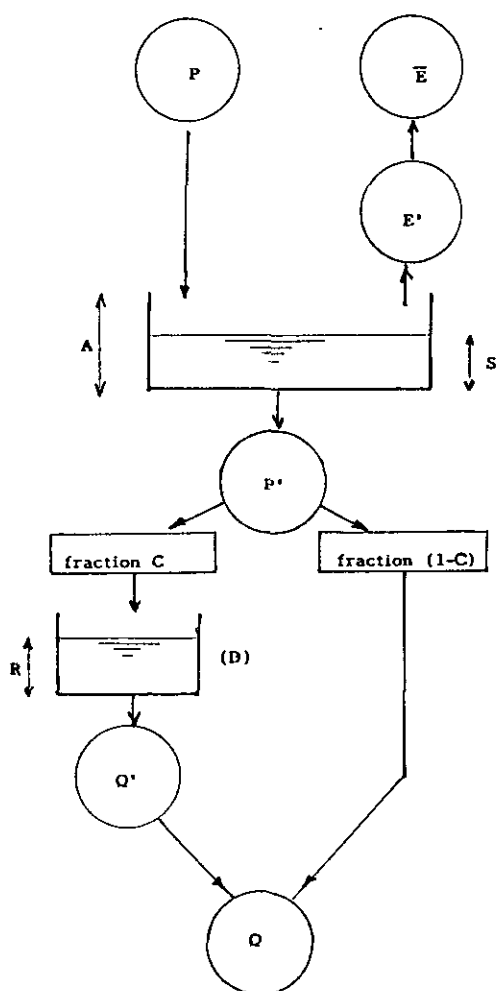 P
E̅
E'
A
S
P'
fraction C
fraction (1-C)
R
(D)
Q'
Q